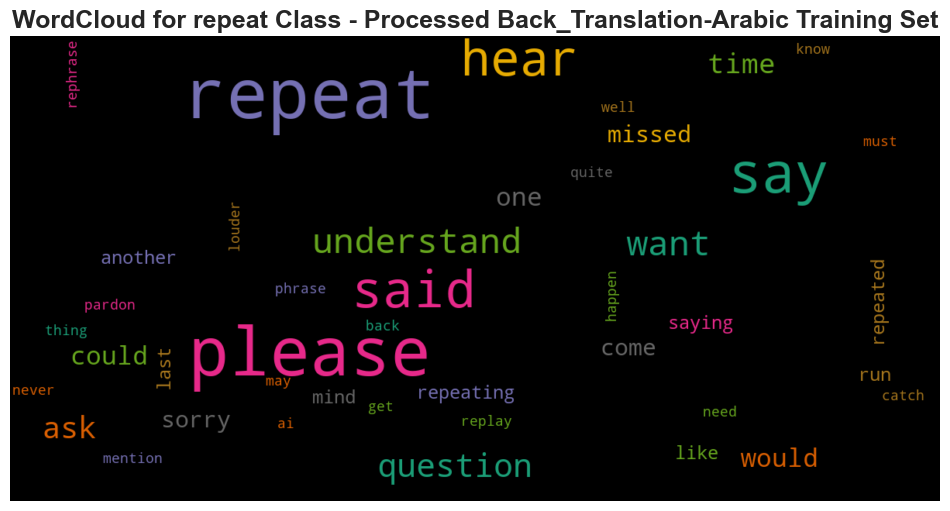 WordCloud for repeat Class - Processed Back_Translation-Arabic Training Set
rephrase
repeat
hear
time
know
well
missed
must
quite
say
one
louder
understand
want
another
phrase
said
happen
repeated
pardon
thing
back
saying
could
last
please
come
never
may
mind
repeating
run
catch
get
ask
sorry
ai
replay
need
mention
question
like
would